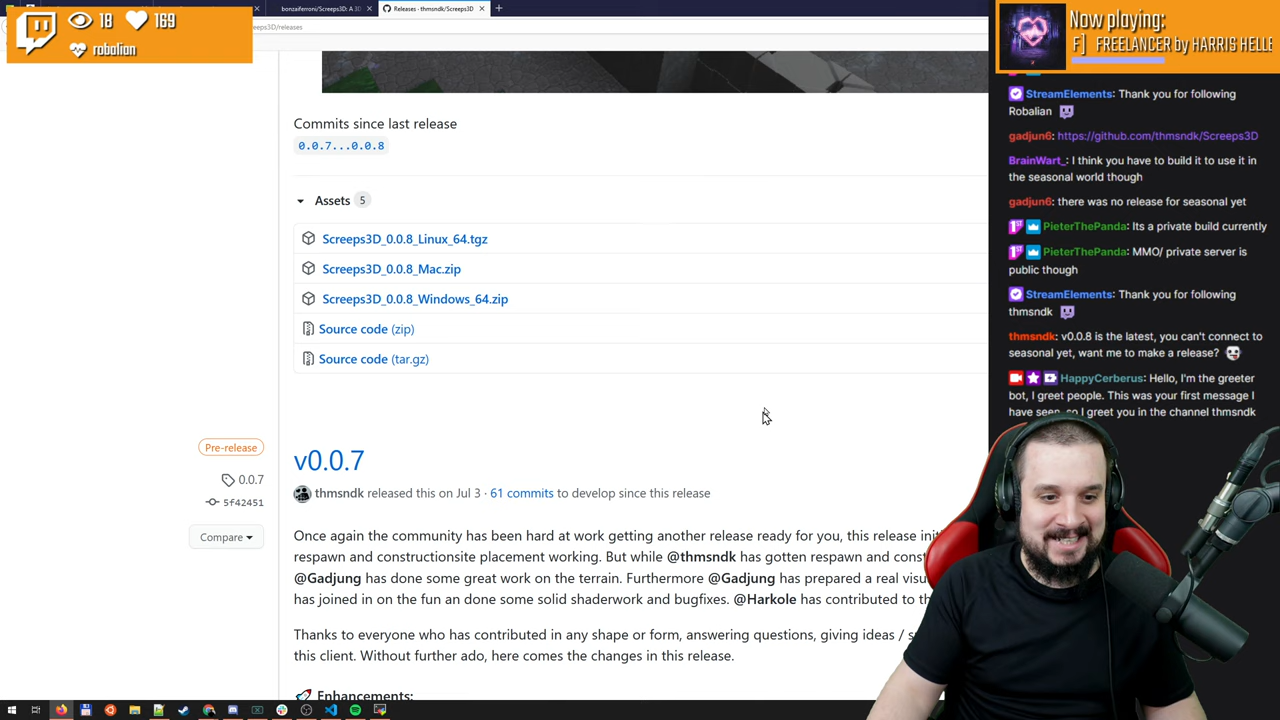 bonzaiferroni/Screeps3D: A 3D
Releases · thmsndk/Screeps3D
eeps3D/releases
18
169
robalian
Now playing:
F] FREELANCER by HARRIS HELLE
Commits since last release
0.0.7...0.0.8
Assets 5
Screeps3D_0.0.8_Linux_64.tgz
Screeps3D_0.0.8_Mac.zip
Screeps3D_0.0.8_Windows_64.zip
Source code (zip)
Source code (tar.gz)
Pre-release
0.0.7
5f42451
Compare
v0.0.7
thmsndk released this on Jul 3 · 61 commits to develop since this release
Once again the community has been hard at work getting another release ready for you, this release init
respawn and constructionsite placement working. But while @thmsndk has gotten respawn and const
@Gadjung has done some great work on the terrain. Furthermore @Gadjung has prepared a real visu
has joined in on the fun an done some solid shaderwork and bugfixes. @Harkole has contributed to th
Thanks to everyone who has contributed in any shape or form, answering questions, giving ideas / s
this client. Without further ado, here comes the changes in this release.
Enhancements:
StreamElements: Thank you for following
Robalian
gadjun6: https://github.com/thmsndk/Screeps3D
BrainWart_: I think you have to build it to use it in
the seasonal world though
gadjun6: there was no release for seasonal yet
PieterThePanda: Its a private build currently
PieterThePanda: MMO/ private server is
public though
StreamElements: Thank you for following
thmsndk
thmsndk: v0.0.8 is the latest, you can't connect to
seasonal yet, want me to make a release?
HappyCerberus: Hello, I'm the greeter
bot, I greet people. This was your first message I
have seen, so I greet you in the channel thmsndk